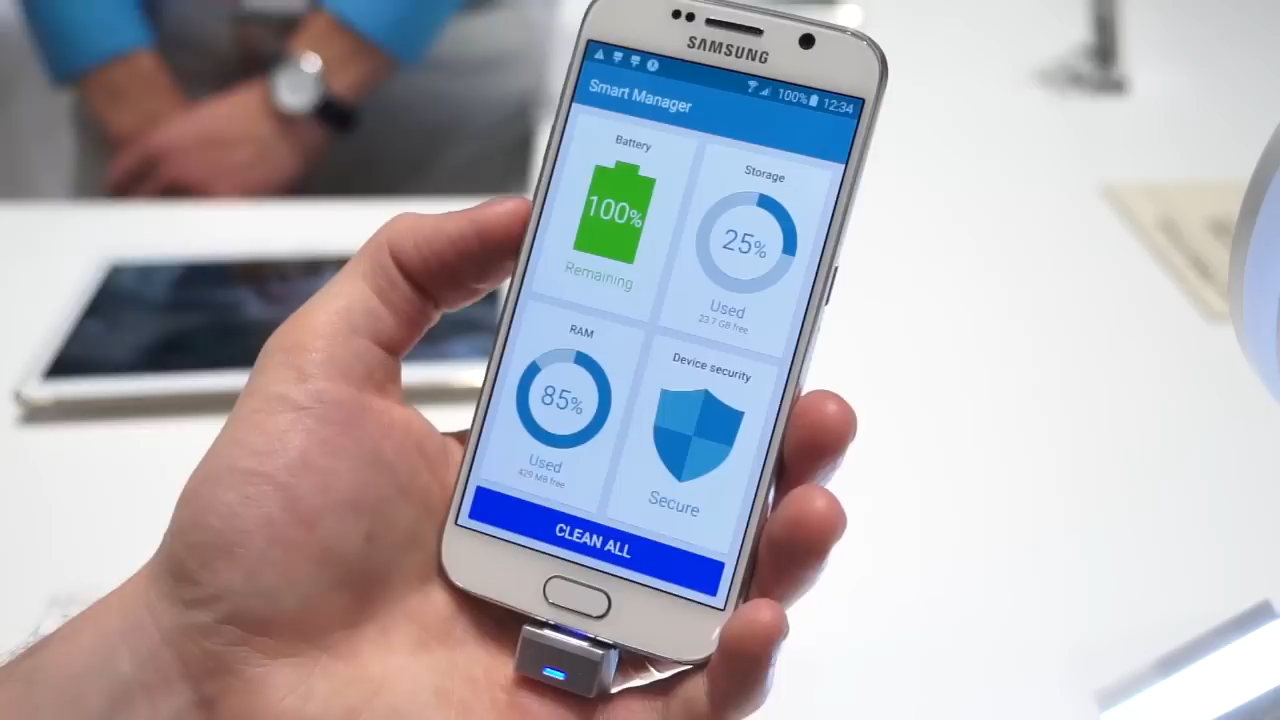 SAMSUNG
100% 12:34
Smart Manager
Battery
100%
Remaining
Storage
25%
Used
23.7 GB free
RAM
85%
Used
429 MB free
Device security
Secure
CLEAN ALL